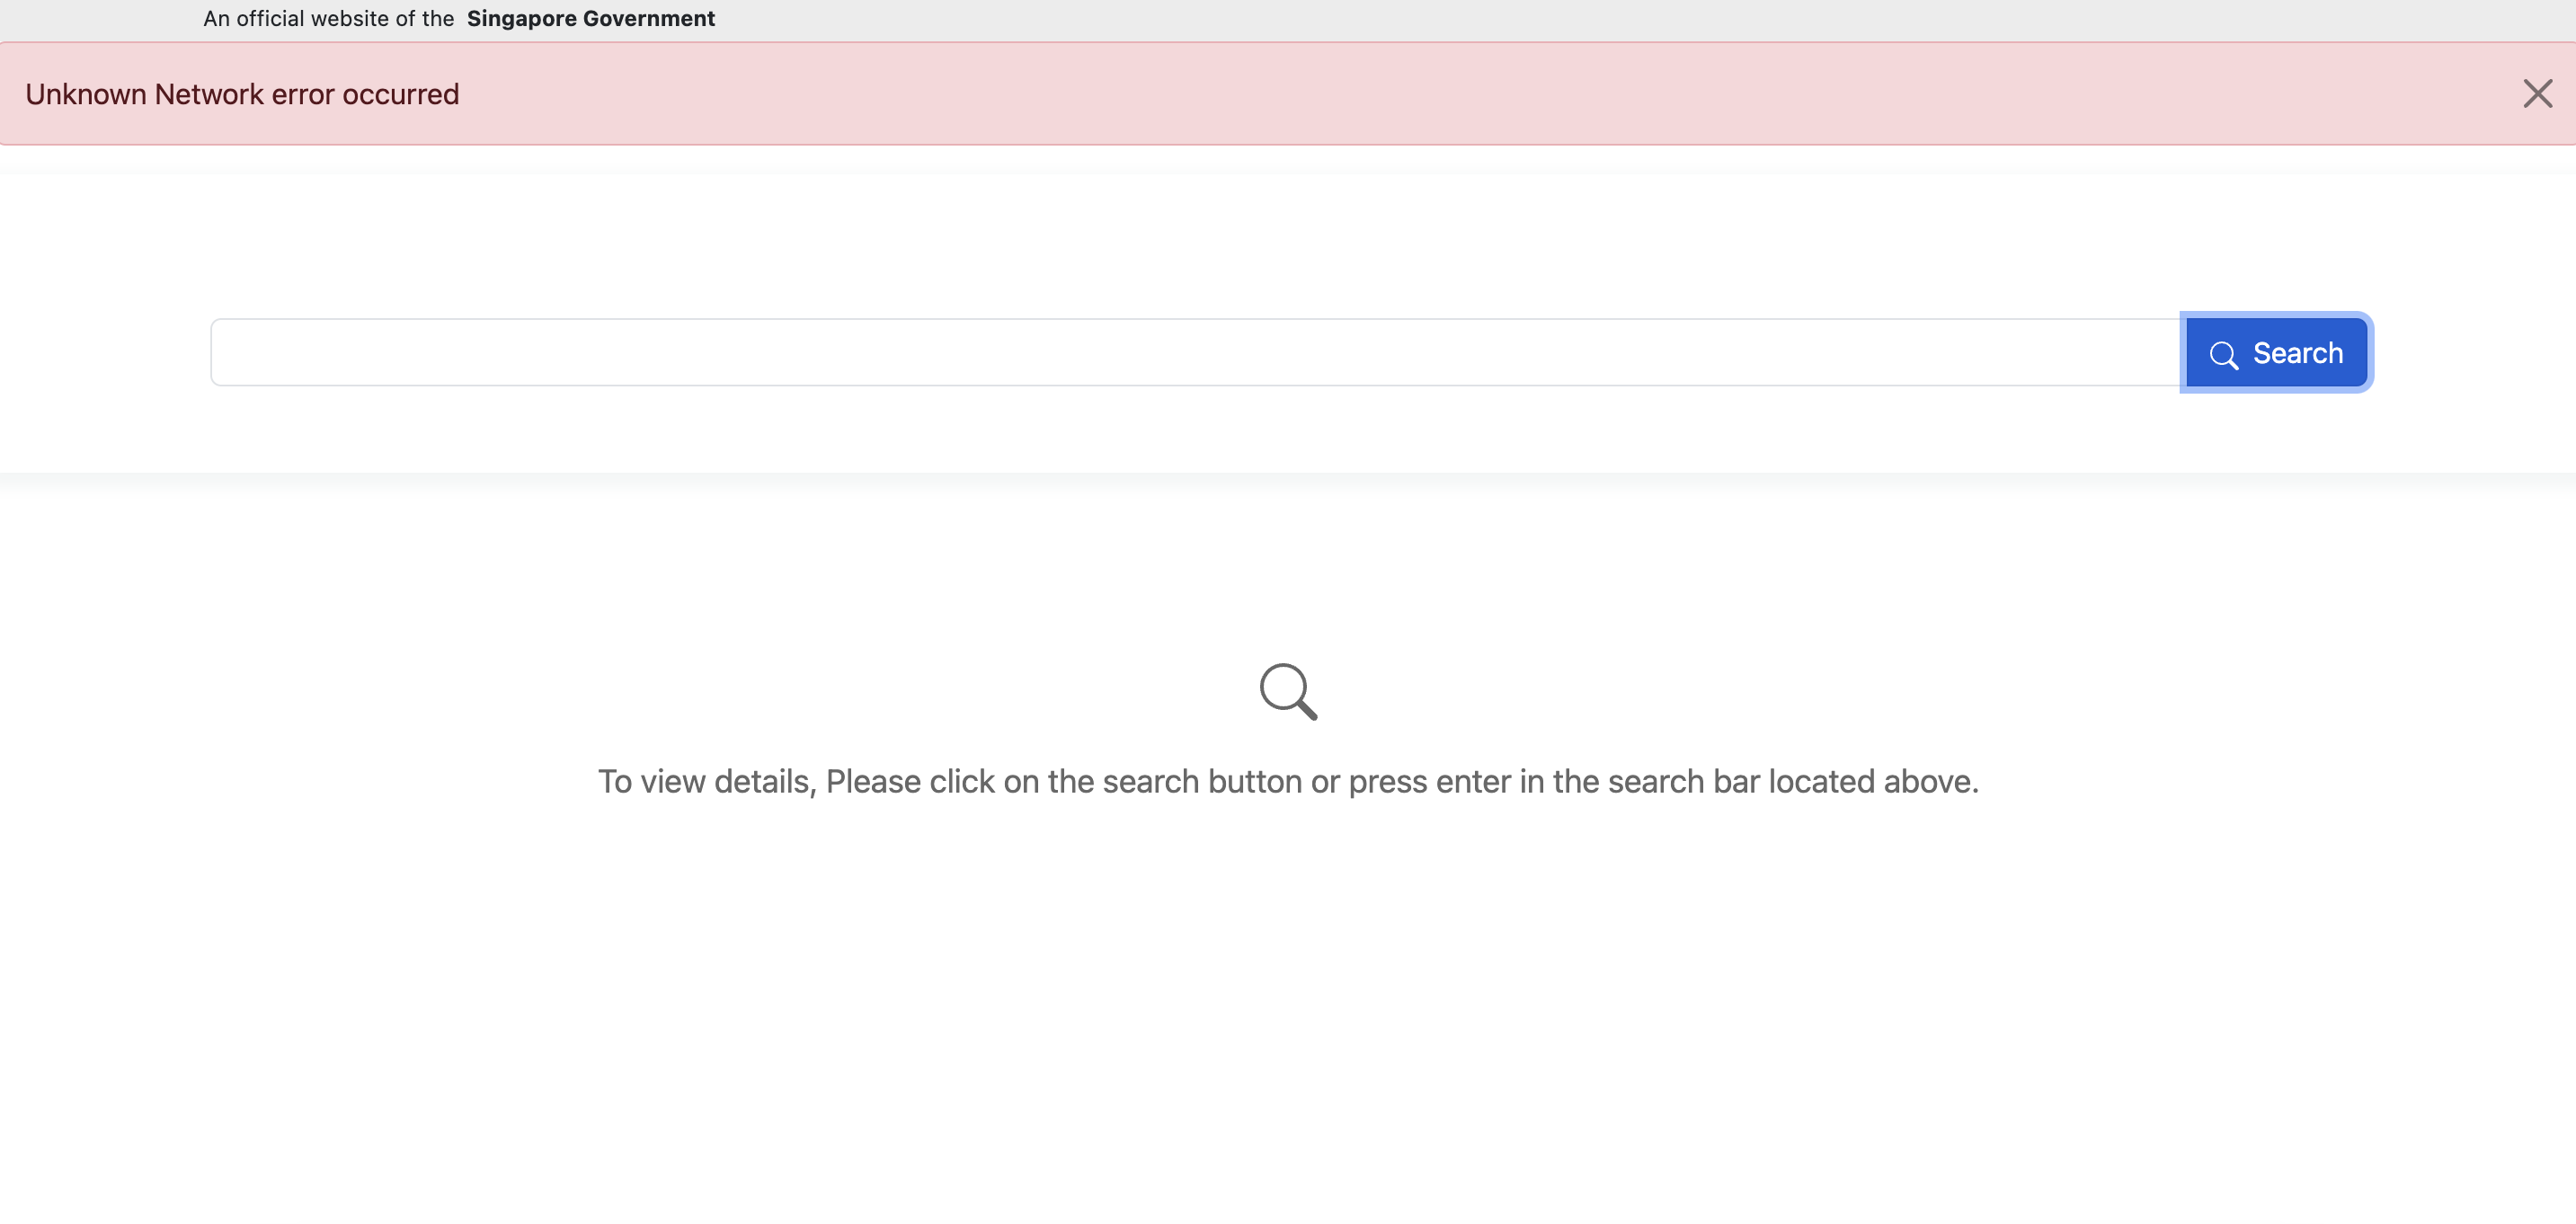 An official website of the Singapore Government
Unknown Network error occurred
Search
To view details, Please click on the search button or press enter in the search bar located above.